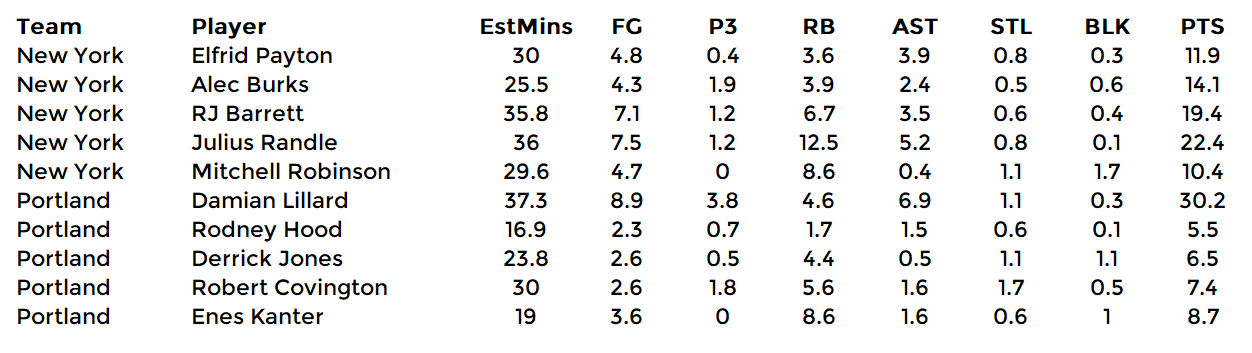 Team Player EstMins FG P3 RB AST STL BLK PTS
New York Elfrid Payton 30 4.8 0.4 3.6 3.9 0.8 0.3 11.9
New York Alec Burks 25.5 4.3 1.9 3.9 2.4 0.5 0.6 14.1
New York RJ Barrett 35.8 7.1 1.2 6.7 3.5 0.6 0.4 19.4
New York Julius Randle 36 7.5 1.2 12.5 5.2 0.8 0.1 22.4
New York Mitchell Robinson 29.6 4.7 0 8.6 0.4 1.1 1.7 10.4
Portland Damian Lillard 37.3 8.9 3.8 4.6 6.9 1.1 0.3 30.2
Portland Rodney Hood 16.9 2.3 0.7 1.7 1.5 0.6 0.1 5.5
Portland Derrick Jones 23.8 2.6 0.5 4.4 0.5 1.1 1.1 6.5
Portland Robert Covington 30 2.6 1.8 5.6 1.6 1.7 0.5 7.4
Portland Enes Kanter 19 3.6 0 8.6 1.6 0.6 1 8.7